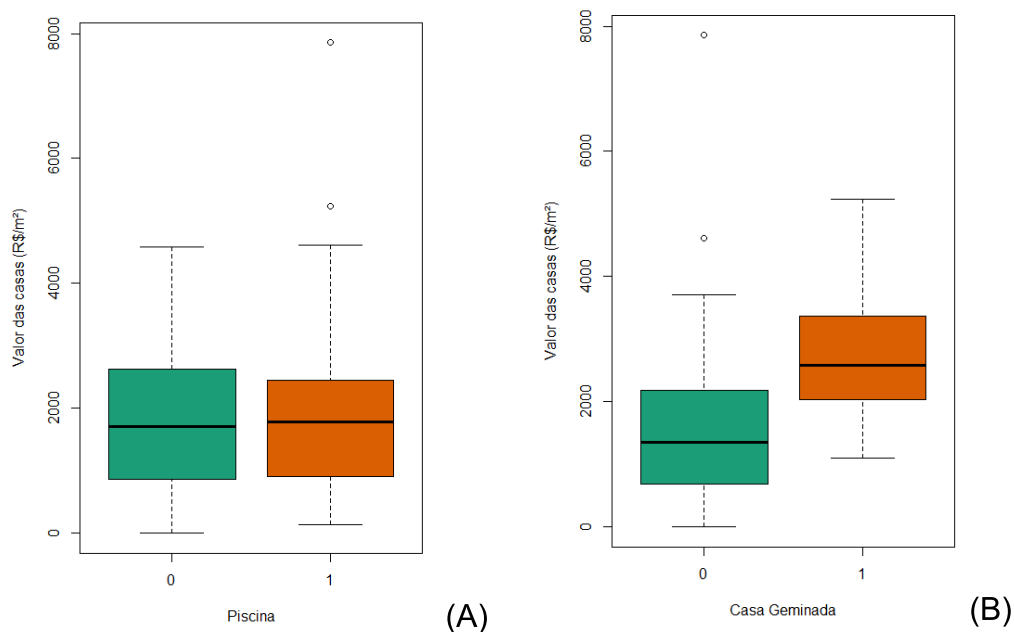 Valor das casas (R$/m²)
8000
6000
4000
2000
0
0 1
Piscina
(A)
Valor das casas (R$/m²)
8000
6000
4000
2000
0
0 1
Casa Geminada
(B)